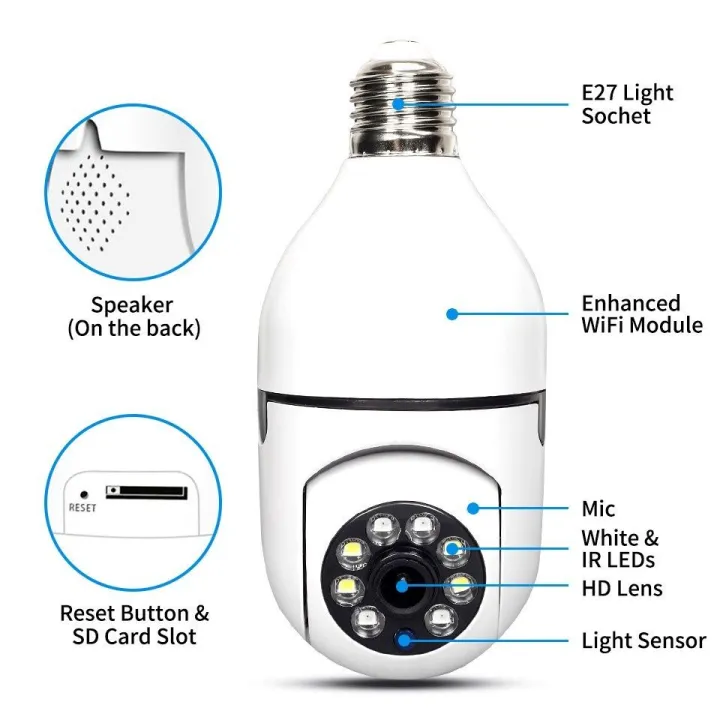 E27 Light
Sochet
Speaker
(On the back)
Enhanced
WiFi Module
RESET
Mic
White &
IR LEDs
HD Lens
Reset Button &
SD Card Slot
Light Sensor